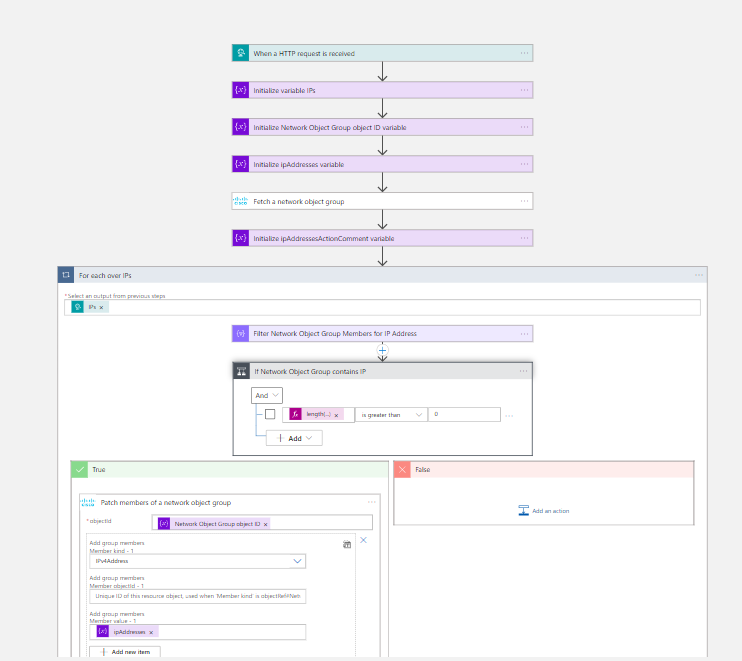 When a HTTP request is received
Initialize variable IPs
Initialize Network Object Group object ID variable
Initialize ipAddresses variable
cisco
Fetch a network object group
Initialize ipAddressesActionComment variable
For each over IPs
*Select an output from previous steps
IPs ×
Filter Network Object Group Members for IP Address
If Network Object Group contains IP
And
fx length(...) ×
is greater than
0
Add
True
False
cisco
Patch members of a network object group
Add an action
*objectId
{x} Network Object Group object ID ×
Add group members
Member kind - 1
IPv4Address
Add group members
Member objectId - 1
Unique ID of this resource object, used when 'Member kind' is objectRef#Netw
Add group members
Member value - 1
{x} ipAddresses ×
Add new item